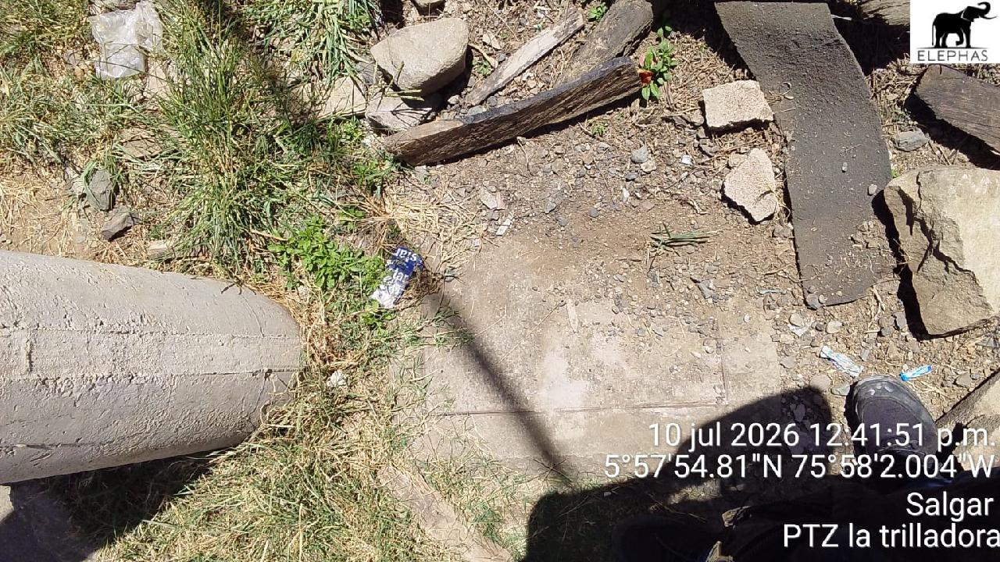 ELEPHAS
10 jul 2026 12:41:51 p.m.
5°57'54.81"N 75°58'2.004"W
Salgar
PTZ la trilladora